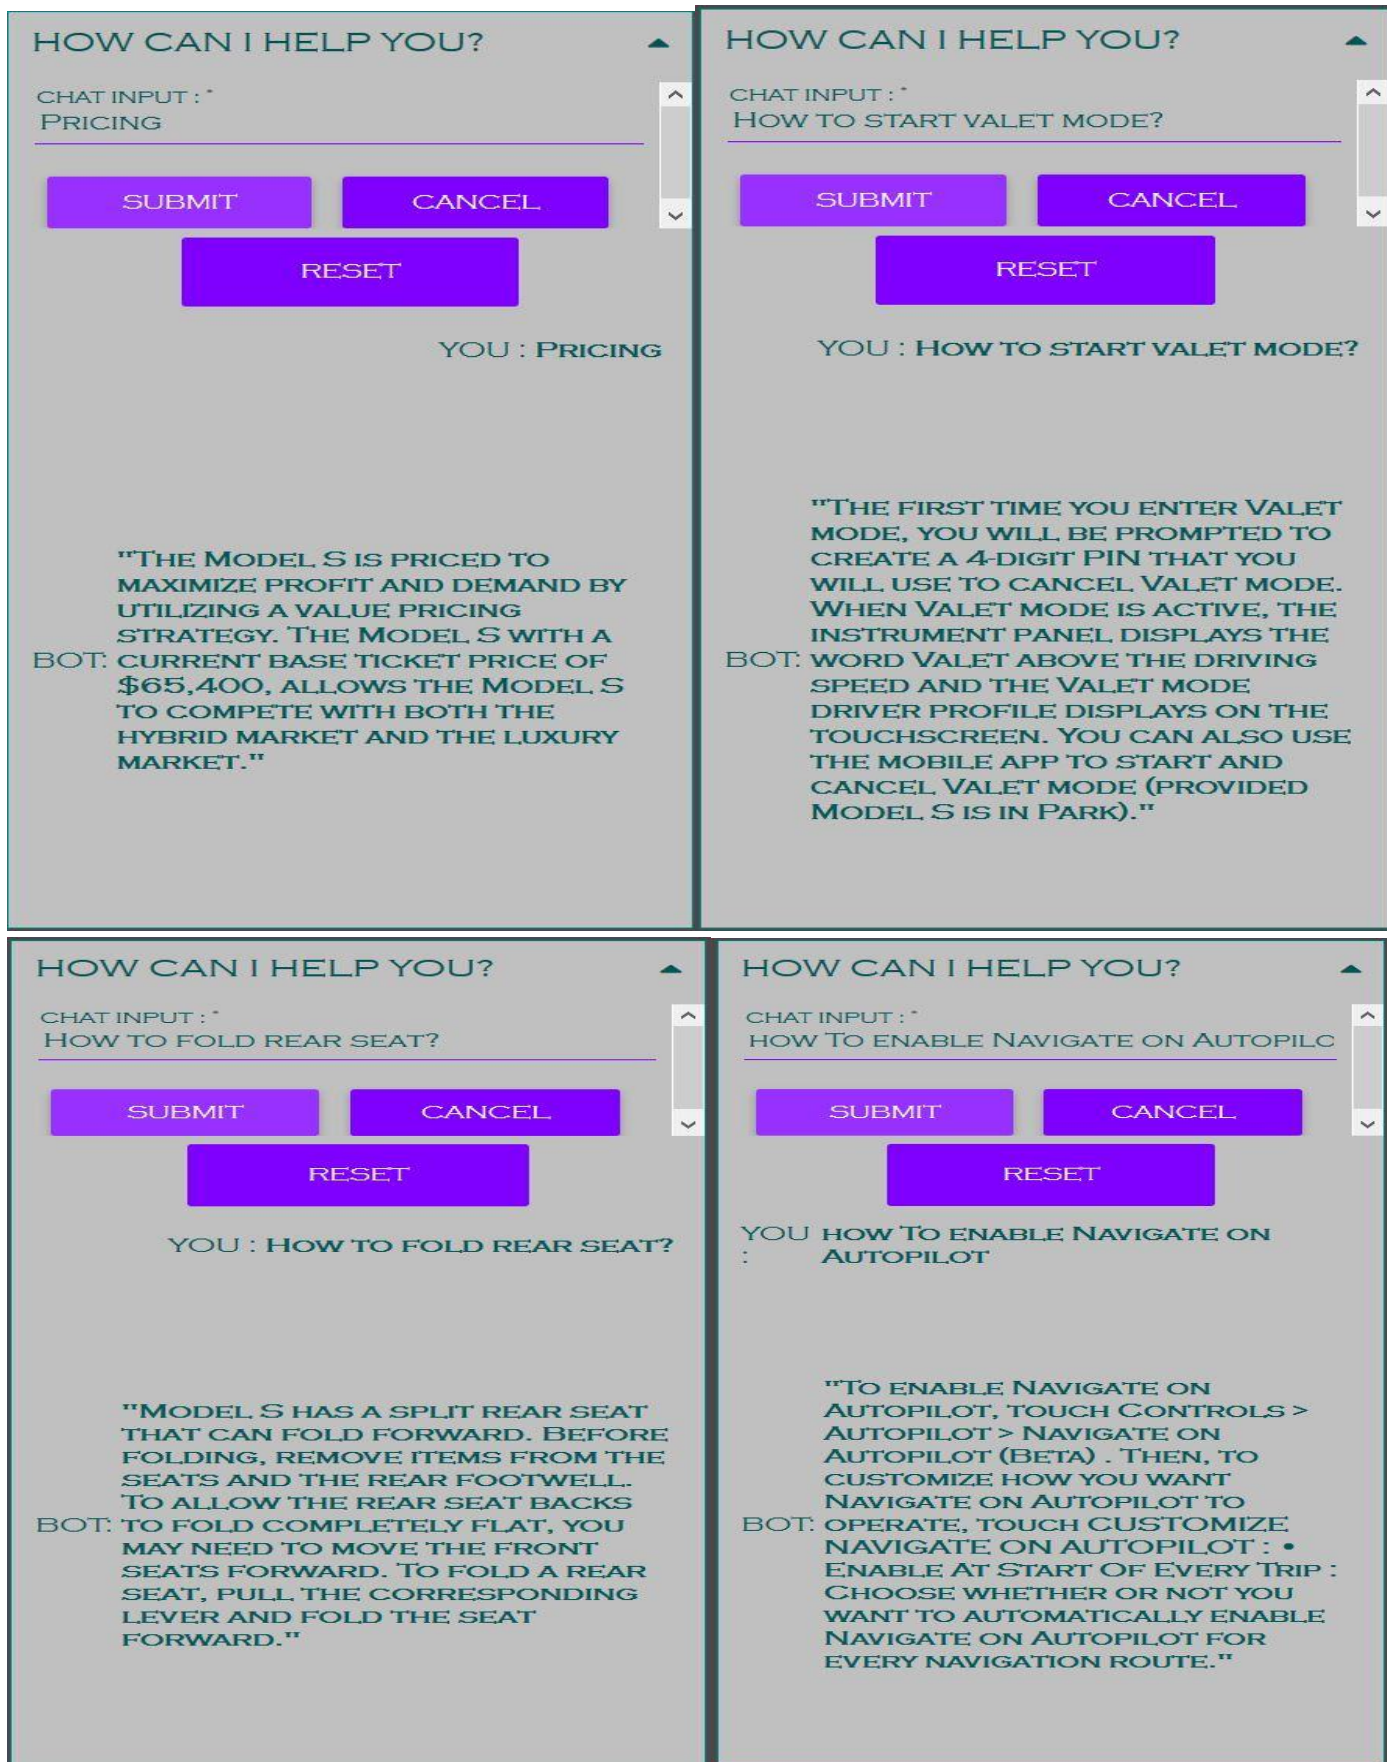 HOW CAN I HELP YOU?
CHAT INPUT : *
PRICING
SUBMIT
CANCEL
RESET
YOU : PRICING
"THE MODEL S IS PRICED TO
MAXIMIZE PROFIT AND DEMAND BY
UTILIZING A VALUE PRICING
STRATEGY. THE MODEL S WITH A
BOT: CURRENT BASE TICKET PRICE OF
$65,400, ALLOWS THE MODEL S
TO COMPETE WITH BOTH THE
HYBRID MARKET AND THE LUXURY
MARKET."
HOW CAN I HELP YOU?
CHAT INPUT : *
HOW TO START VALET MODE?
SUBMIT
CANCEL
RESET
YOU : HOW TO START VALET MODE?
"THE FIRST TIME YOU ENTER VALET
MODE, YOU WILL BE PROMPTED TO
CREATE A 4-DIGIT PIN THAT YOU
WILL USE TO CANCEL VALET MODE.
WHEN VALET MODE IS ACTIVE, THE
INSTRUMENT PANEL DISPLAYS THE
BOT: WORD VALET ABOVE THE DRIVING
SPEED AND THE VALET MODE
DRIVER PROFILE DISPLAYS ON THE
TOUCHSCREEN. YOU CAN ALSO USE
THE MOBILE APP TO START AND
CANCEL VALET MODE (PROVIDED
MODEL S IS IN PARK)."
HOW CAN I HELP YOU?
CHAT INPUT : *
HOW TO FOLD REAR SEAT?
SUBMIT
CANCEL
RESET
YOU : HOW TO FOLD REAR SEAT?
"MODEL S HAS A SPLIT REAR SEAT
THAT CAN FOLD FORWARD. BEFORE
FOLDING, REMOVE ITEMS FROM THE
SEATS AND THE REAR FOOTWELL.
TO ALLOW THE REAR SEAT BACKS
BOT: TO FOLD COMPLETELY FLAT, YOU
MAY NEED TO MOVE THE FRONT
SEATS FORWARD. TO FOLD A REAR
SEAT, PULL THE CORRESPONDING
LEVER AND FOLD THE SEAT
FORWARD."
HOW CAN I HELP YOU?
CHAT INPUT : *
HOW TO ENABLE NAVIGATE ON AUTOPILO
SUBMIT
CANCEL
RESET
YOU HOW TO ENABLE NAVIGATE ON
: AUTOPILOT
"TO ENABLE NAVIGATE ON
AUTOPILOT, TOUCH CONTROLS >
AUTOPILOT > NAVIGATE ON
AUTOPILOT (BETA) . THEN, TO
CUSTOMIZE HOW YOU WANT
NAVIGATE ON AUTOPILOT TO
BOT: OPERATE, TOUCH CUSTOMIZE
NAVIGATE ON AUTOPILOT : •
ENABLE AT START OF EVERY TRIP :
CHOOSE WHETHER OR NOT YOU
WANT TO AUTOMATICALLY ENABLE
NAVIGATE ON AUTOPILOT FOR
EVERY NAVIGATION ROUTE."